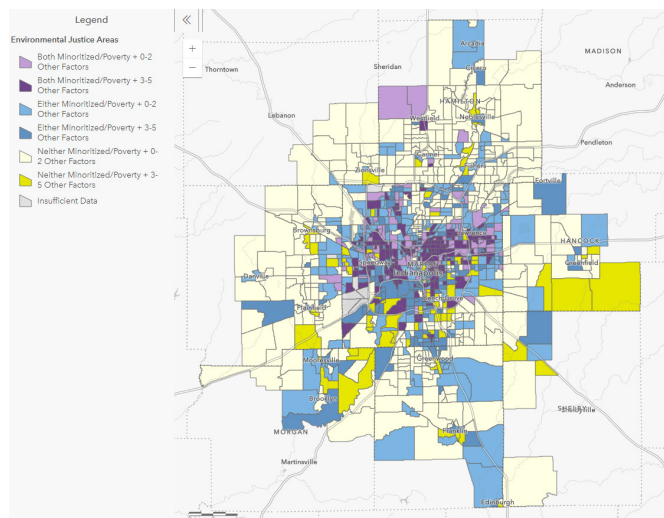 Legend
Environmental Justice Areas
Both Minoritized/Poverty + 0-2
Other Factors
Both Minoritized/Poverty + 3-5
Other Factors
Either Minoritized/Poverty + 0-2
Other Factors
Either Minoritized/Poverty + 3-5
Other Factors
Neither Minoritized/Poverty + 0-
2 Other Factors
Neither Minoritized/Poverty + 3-
5 Other Factors
Insufficient Data
+
−
Arcadia
MADISON
Sheridan
Cicero
Thorntown
Anderson
HAMILTON
Lebanon
Westfield
Noblesville
Pendleton
Carmel
Zionsville
Fishers
Fortville
Brownsburg
Lawrence
HANCOCK
Speedway
MARION
Greenfield
Indianapolis
Danville
Beech Grove
Plainfield
Mooresville
Greenwood
Brooklyn
SHELBY
Shelbyville
MORGAN
Franklin
Martinsville
Edinburgh